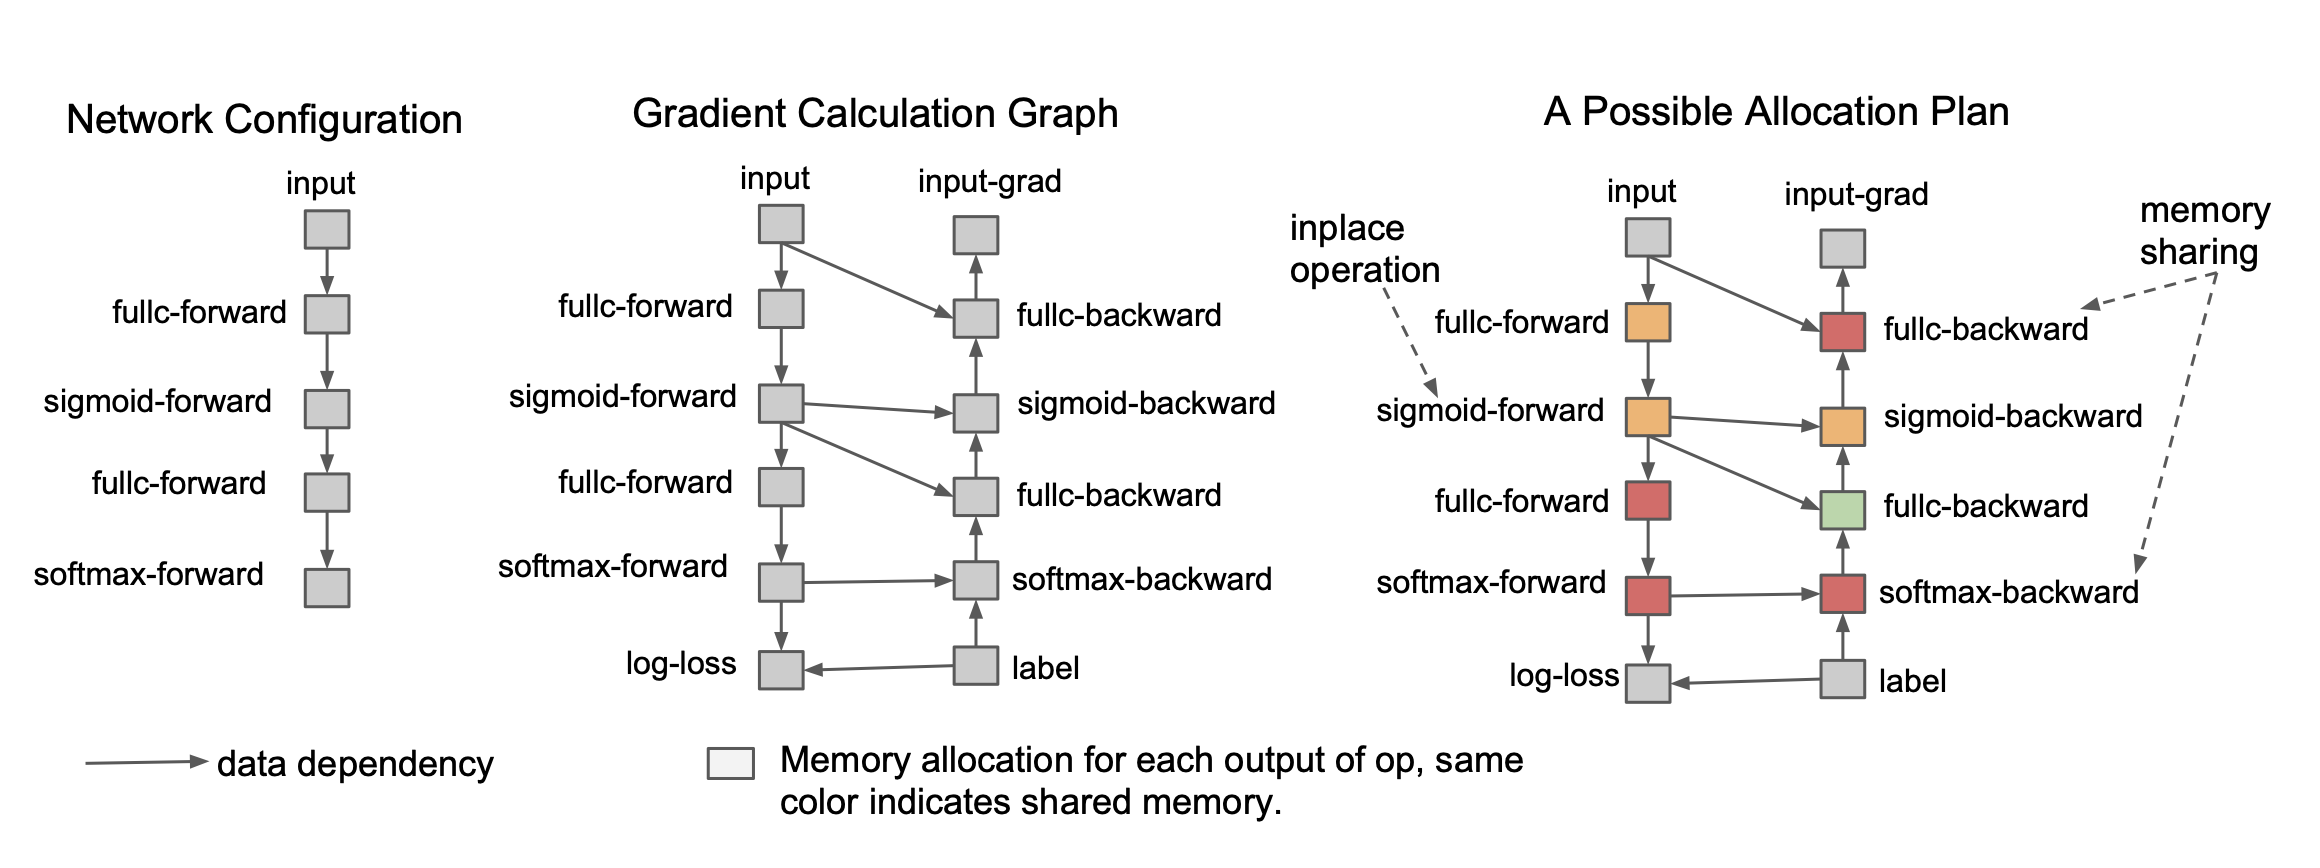 Network Configuration
input
fullc-forward
sigmoid-forward
fullc-forward
softmax-forward
Gradient Calculation Graph
input
input-grad
fullc-forward
fullc-backward
sigmoid-forward
sigmoid-backward
fullc-forward
fullc-backward
softmax-forward
softmax-backward
log-loss
label
A Possible Allocation Plan
input
input-grad
inplace
operation
memory
sharing
fullc-forward
fullc-backward
sigmoid-forward
sigmoid-backward
fullc-forward
fullc-backward
softmax-forward
softmax-backward
log-loss
label
data dependency
Memory allocation for each output of op, same
color indicates shared memory.